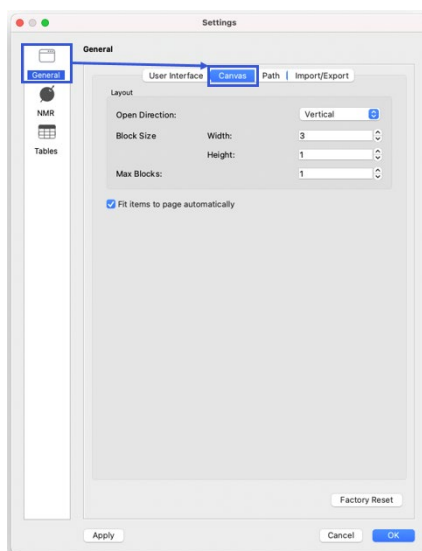 Settings
General
General
NMR
Tables
User Interface Canvas Path Import/Export
Layout
Open Direction: Vertical
Block Size Width: 3
Height: 1
Max Blocks: 1
Fit items to page automatically
Factory Reset
Apply Cancel OK